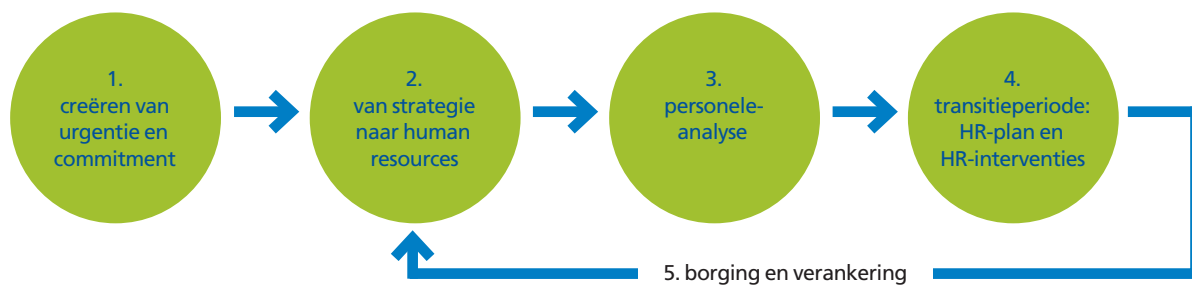 1.
creëren van
urgentie en
commitment
2.
van strategie
naar human
resources
3.
personele-
analyse
4.
transitieperiode:
HR-plan en
HR-interventies
5. borging en verankering